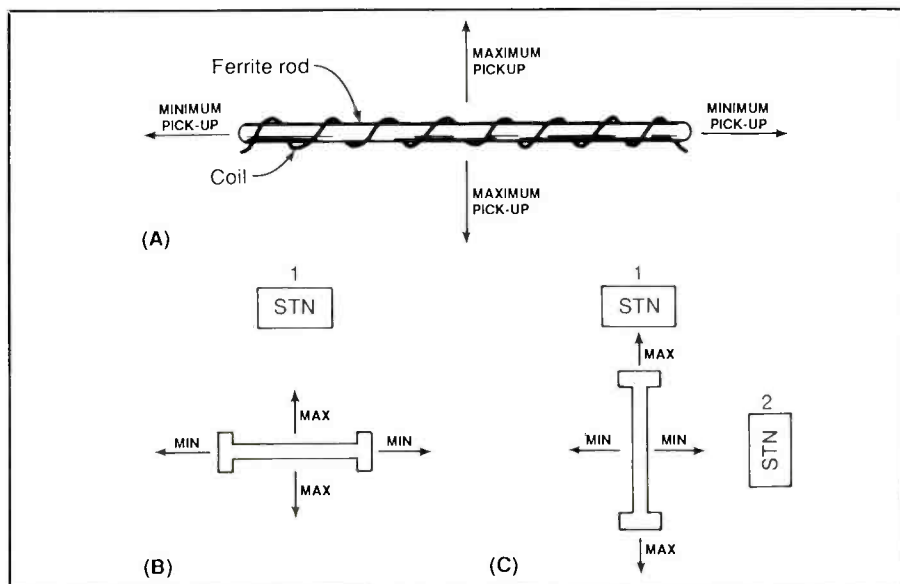 MAXIMUM
PICKUP
Ferrite rod
MINIMUM
PICK-UP
MINIMUM
PICK-UP
Coil
MAXIMUM
PICK-UP
(A)
1
STN
MAX
MIN
MIN
MAX
(B)
1
STN
MAX
2
STN
MIN
MIN
MAX
(C)